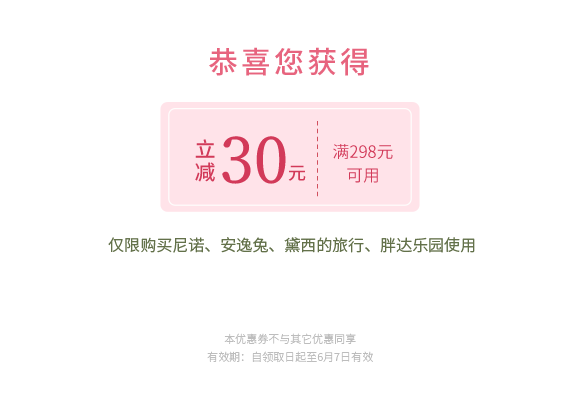 恭喜您获得
立减30元
满298元
可用
仅限购买尼诺、安逸兔、黛西的旅行、胖达乐园使用
本优惠券不与其它优惠同享
有效期：自领取日起至6月7日有效